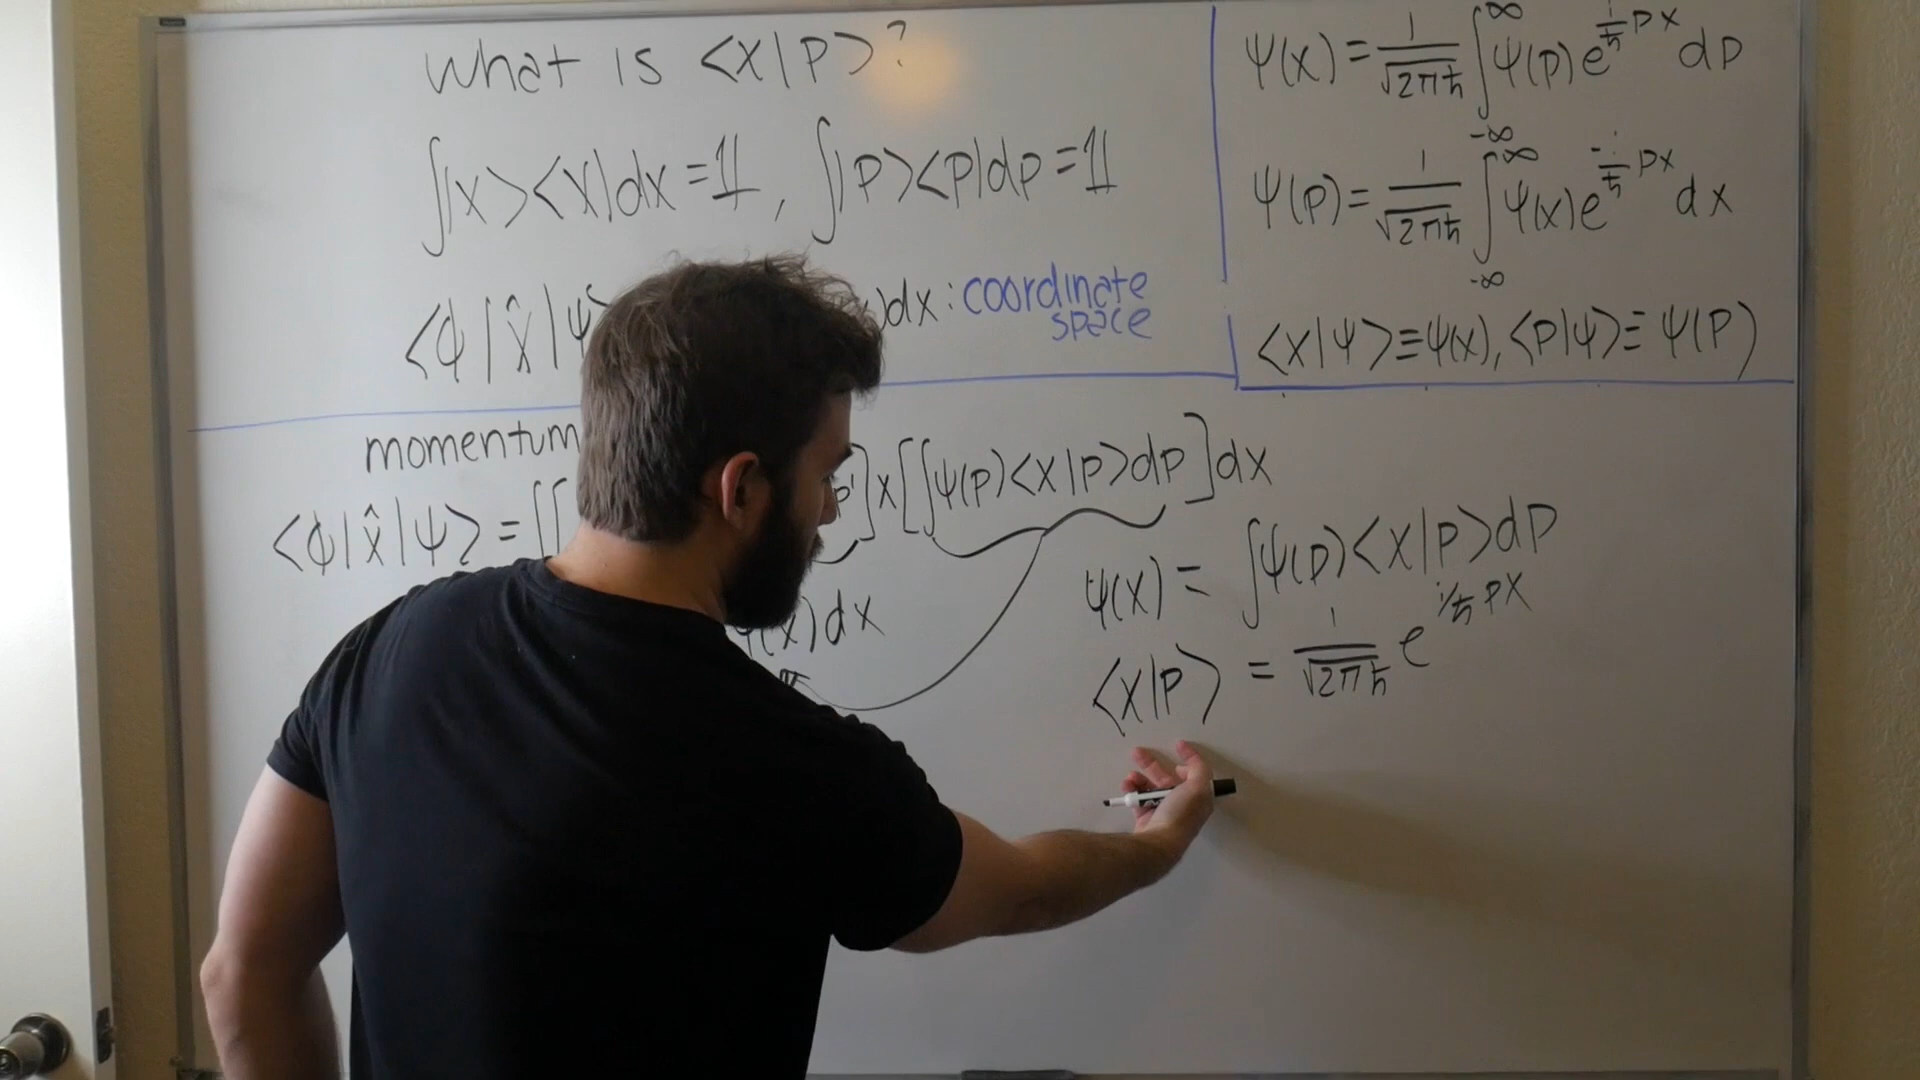 What is <x|p>?
∫|x><x|dx = 𝟙, ∫|p><p|dp = 𝟙
<ϕ|x̂|ψ> )dx : coordinate space
ψ(x) = 1/√2πħ ∫_{-∞}^{∞} ψ(p) e^{i/ħ px} dp
ψ(p) = 1/√2πħ ∫_{-∞}^{∞} ψ(x) e^{-i/ħ px} dx
<x|ψ> ≡ ψ(x), <p|ψ> ≡ ψ(p)
momentum
<ϕ|x̂|ψ> = ∫[∫ p'] x [∫ψ(p)<x|p>dp] dx
ψ(x)dx
ψ(x) = ∫ψ(p)<x|p>dp
<x|p> = 1/√2πħ e^{i/ħ px}